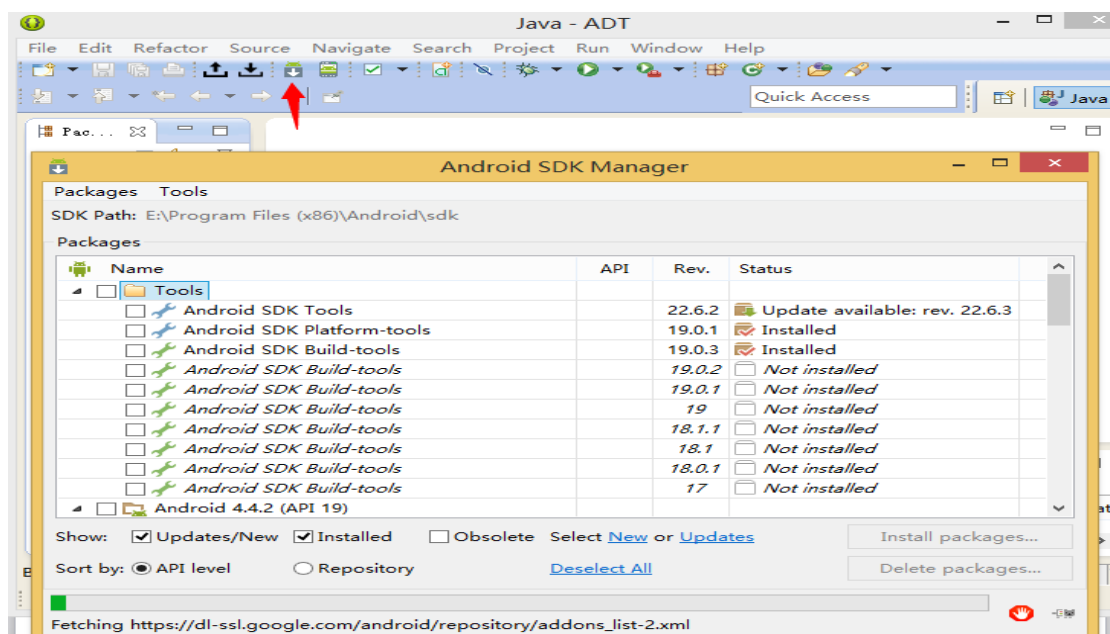 Java - ADT
File Edit Refactor Source Navigate Search Project Run Window Help
Quick Access
Java
Pac...
Android SDK Manager
Packages Tools
SDK Path: E:\Program Files (x86)\Android\sdk
Packages
Name API Rev. Status
Tools
Android SDK Tools 22.6.2 Update available: rev. 22.6.3
Android SDK Platform-tools 19.0.1 Installed
Android SDK Build-tools 19.0.3 Installed
Android SDK Build-tools 19.0.2 Not installed
Android SDK Build-tools 19.0.1 Not installed
Android SDK Build-tools 19 Not installed
Android SDK Build-tools 18.1.1 Not installed
Android SDK Build-tools 18.1 Not installed
Android SDK Build-tools 18.0.1 Not installed
Android SDK Build-tools 17 Not installed
Android 4.4.2 (API 19)
Show: Updates/New Installed Obsolete Select New or Updates Install packages...
Sort by: API level Repository Deselect All Delete packages...
Fetching https://dl-ssl.google.com/android/repository/addons_list-2.xml